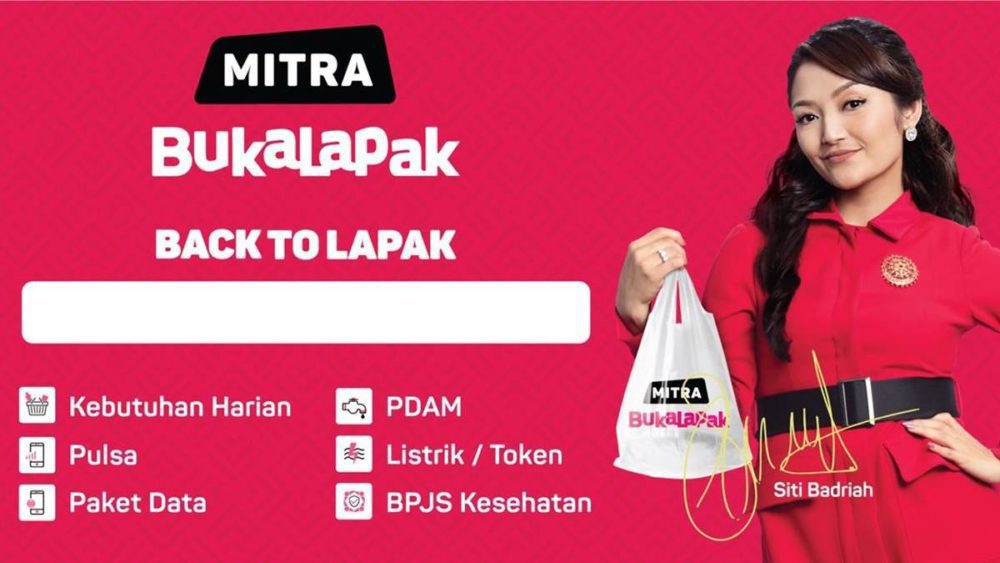 MITRA
BukaLapak
BACK TO LAPAK
Kebutuhan Harian
Pulsa
Paket Data
PDAM
Listrik / Token
BPJS Kesehatan
MITRA
BukaLapak
Siti Badriah